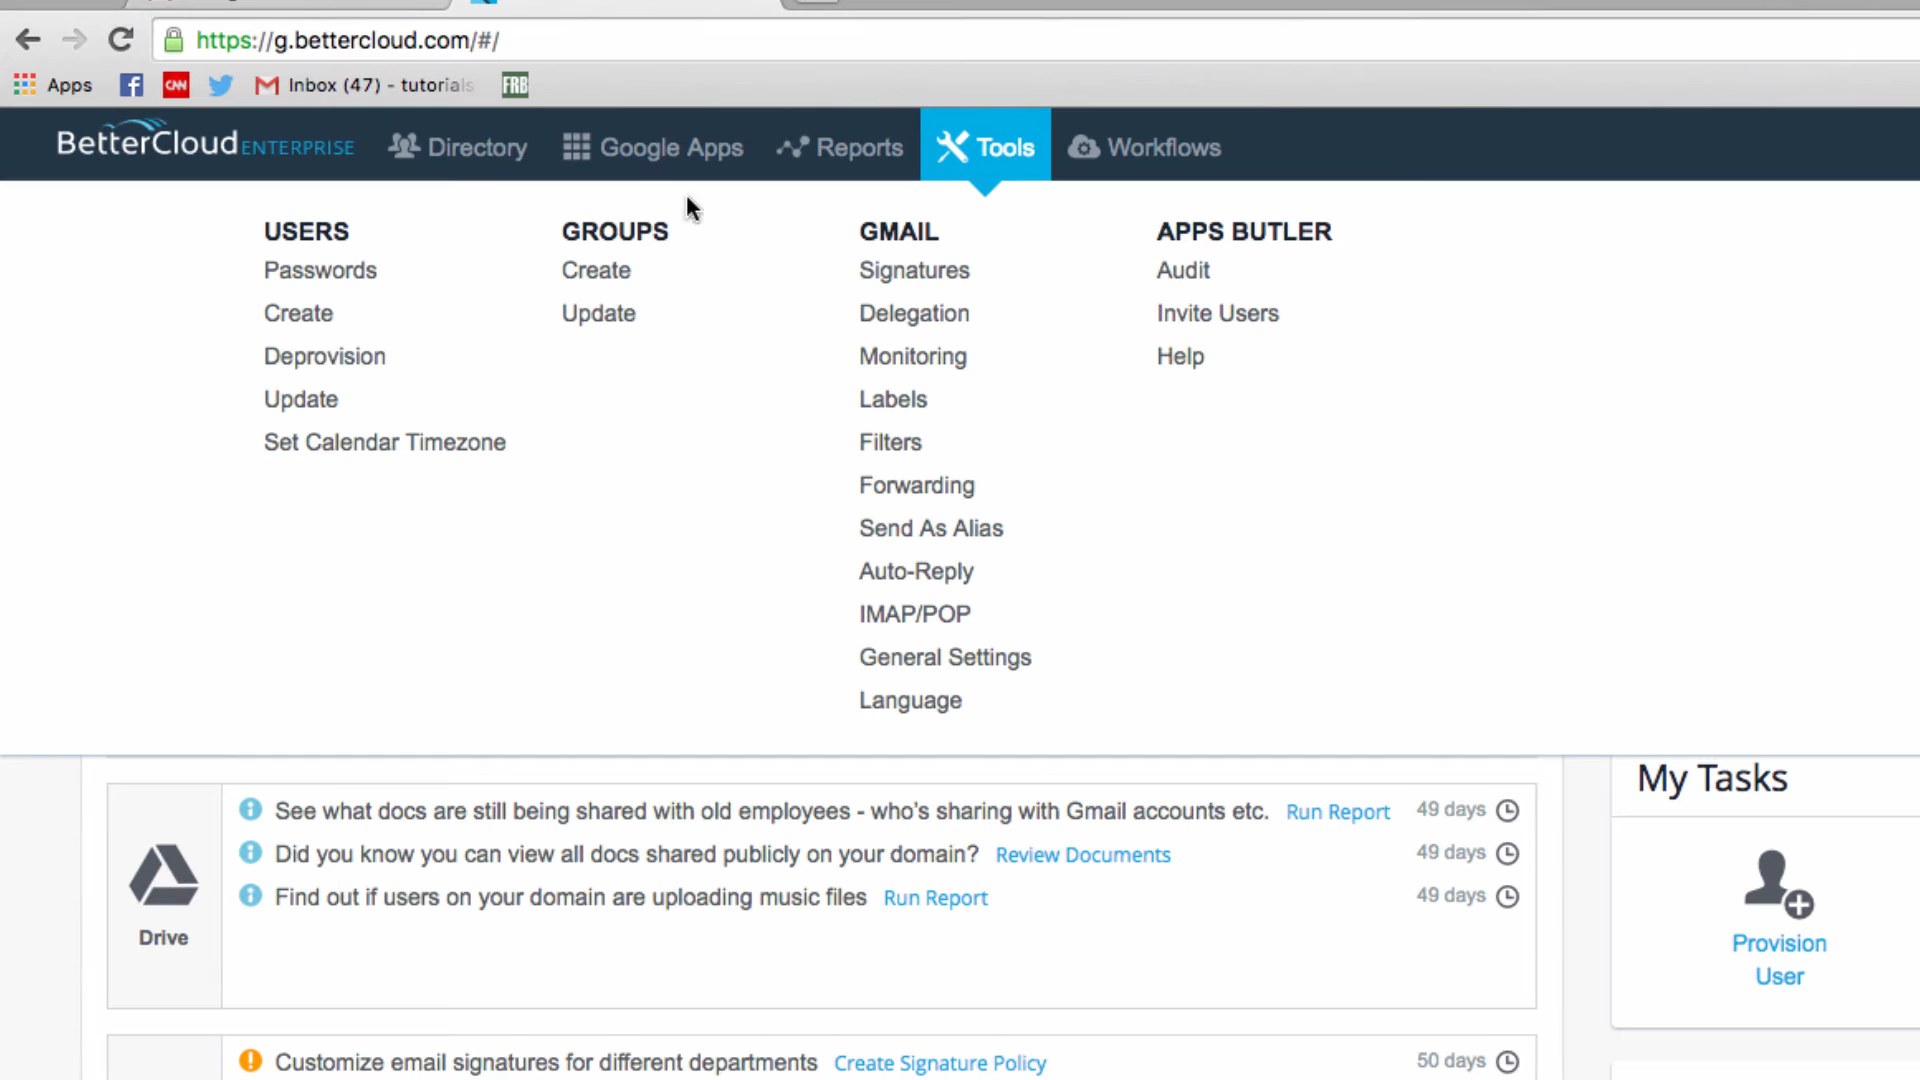 https://g.bettercloud.com/#/
Apps CNN Inbox (47) - tutorials FRB
BetterCloud ENTERPRISE Directory Google Apps Reports Tools Workflows
USERS GROUPS GMAIL APPS BUTLER
Passwords Create Signatures Audit
Create Update Delegation Invite Users
Deprovision Monitoring Help
Update Labels
Set Calendar Timezone Filters
Forwarding
Send As Alias
Auto-Reply
IMAP/POP
General Settings
Language
My Tasks
See what docs are still being shared with old employees - who's sharing with Gmail accounts etc. Run Report 49 days
Did you know you can view all docs shared publicly on your domain? Review Documents 49 days
Find out if users on your domain are uploading music files Run Report 49 days
Drive
Provision
User
Customize email signatures for different departments Create Signature Policy 50 days